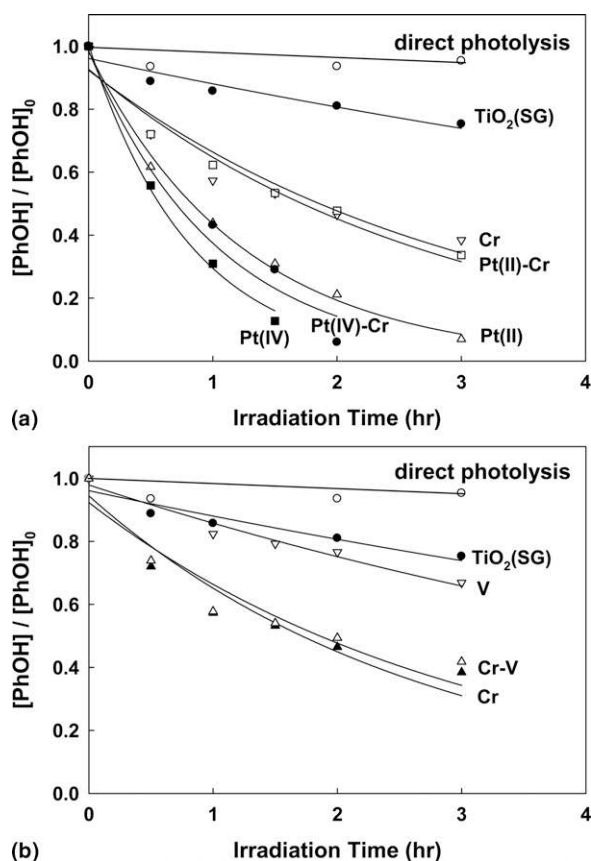 1.0
0.8
0.6
0.4
0.2
0.0
[PhOH] / [PhOH]0
direct photolysis
TiO2(SG)
Cr
Pt(II)-Cr
Pt(IV)
Pt(IV)-Cr
Pt(II)
0 1 2 3 4
(a) Irradiation Time (hr)
1.0
0.8
0.6
0.4
0.2
0.0
[PhOH] / [PhOH]0
direct photolysis
TiO2(SG)
V
Cr-V
Cr
0 1 2 3 4
(b) Irradiation Time (hr)